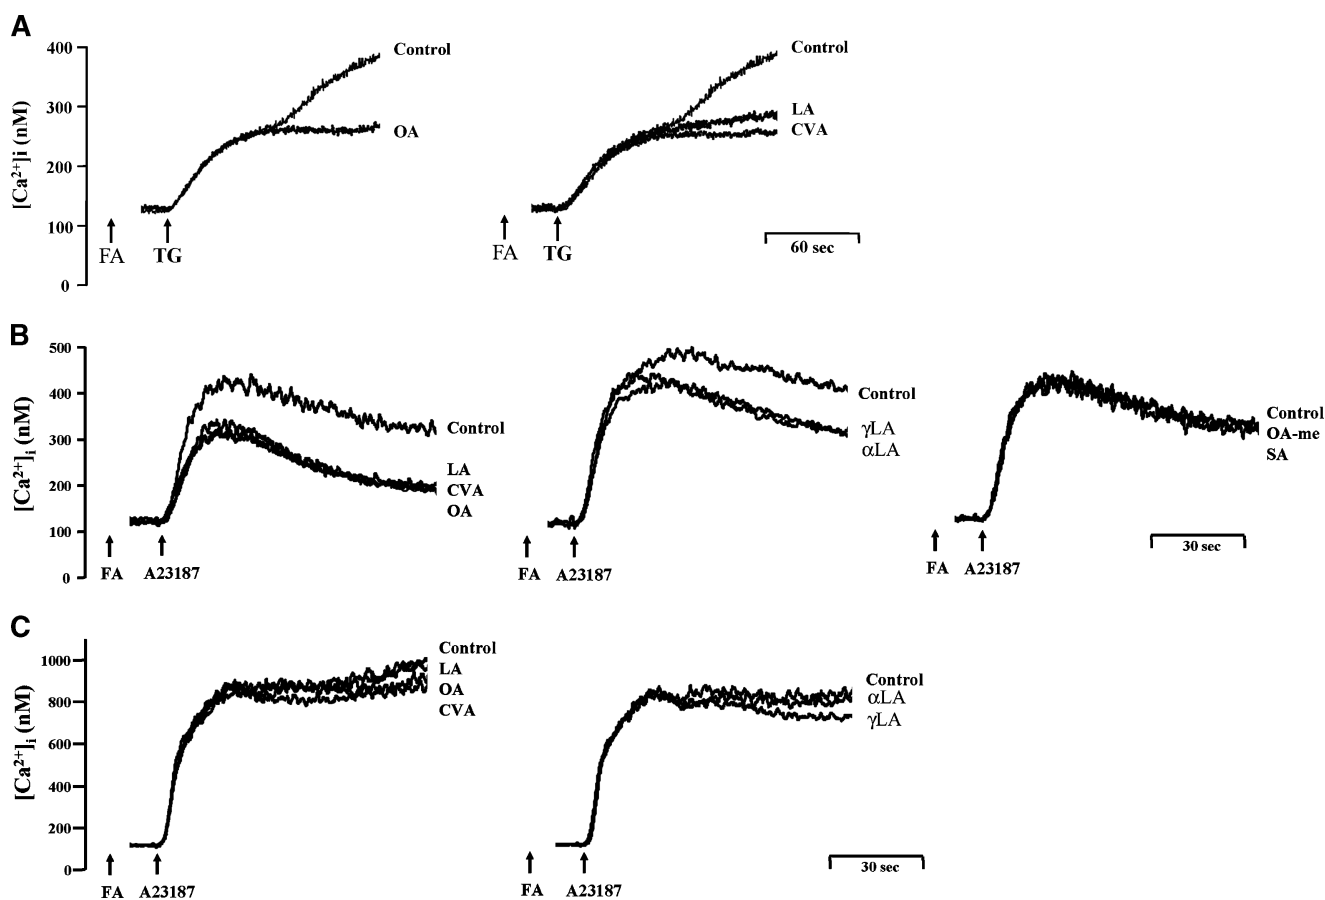 A
[Ca²⁺]i (nM)
400
300
200
100
0
Control
OA
FA
TG
Control
LA
CVA
FA
TG
60 sec
B
[Ca²⁺]i (nM)
500
400
300
200
100
0
Control
LA
CVA
OA
FA
A23187
Control
γLA
αLA
FA
A23187
Control
OA-me
SA
FA
A23187
30 sec
C
[Ca²⁺]i (nM)
1000
800
600
400
200
0
Control
LA
OA
CVA
FA
A23187
Control
αLA
γLA
FA
A23187
30 sec